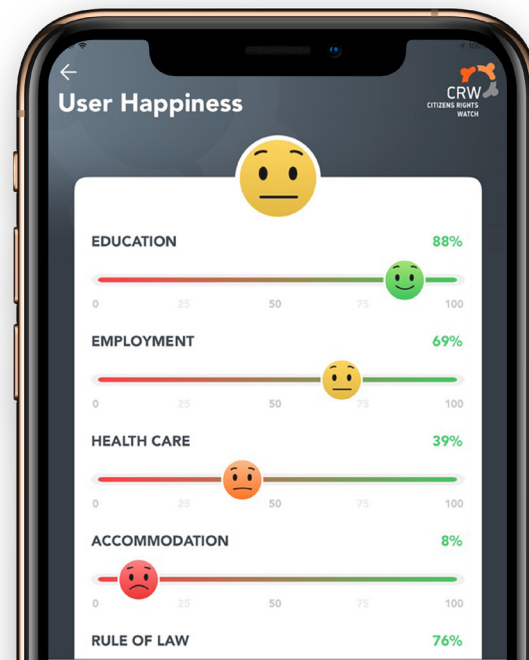 User Happiness
CRW
CITIZENS RIGHTS
WATCH
EDUCATION 88%
0 25 50 75 100
EMPLOYMENT 69%
0 25 50 75 100
HEALTH CARE 39%
0 25 50 75 100
ACCOMMODATION 8%
0 25 50 75 100
RULE OF LAW 76%